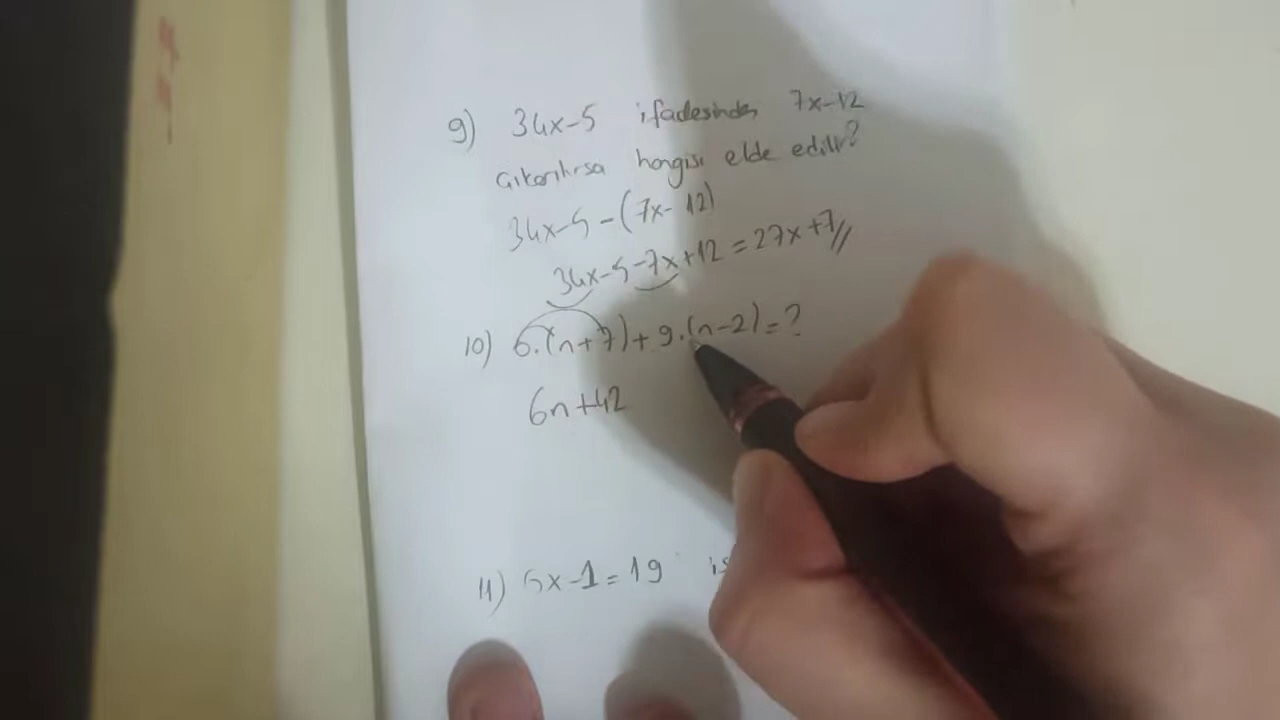 9) 34x-5 ifadesinden 7x-12
çıkarılırsa hangisi elde edilir?
34x-5-(7x-12)
34x-5-7x+12=27x+7//
10) 6.(n+7)+9.(n-2)=?
6n+42
11) 5x-1=19